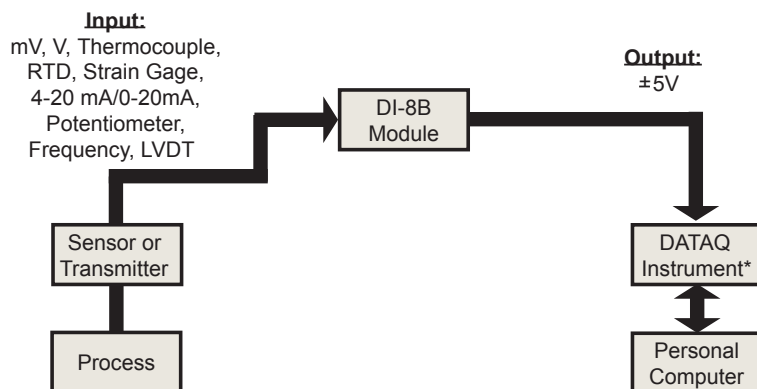 Input:
mV, V, Thermocouple,
RTD, Strain Gage,
4-20 mA/0-20mA,
Potentiometer,
Frequency, LVDT
Output:
±5V
DI-8B
Module
Sensor or
Transmitter
DATAQ
Instrument*
Process
Personal
Computer